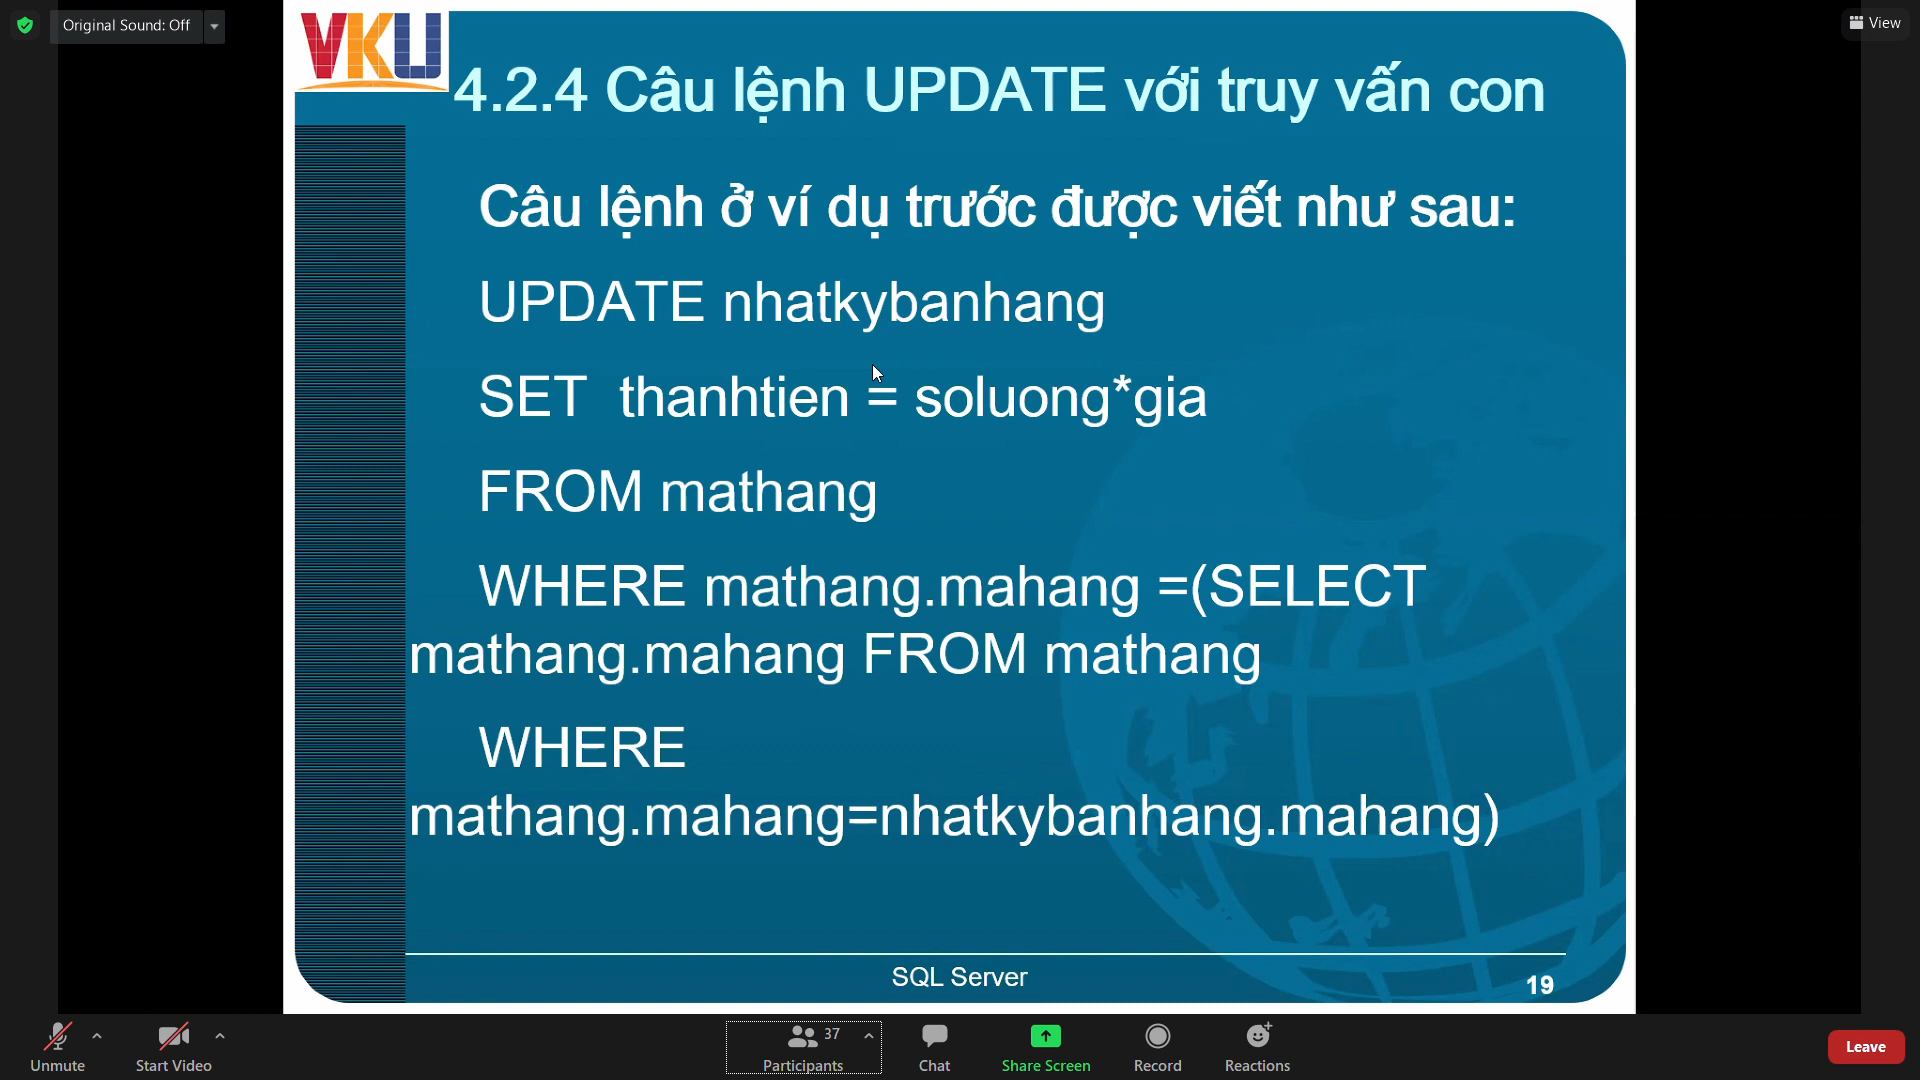 Original Sound: Off
View
VKU
4.2.4 Câu lệnh UPDATE với truy vấn con
Câu lệnh ở ví dụ trước được viết như sau:
UPDATE nhatkybanhang
SET thanhtien = soluong*gia
FROM mathang
WHERE mathang.mahang =(SELECT
mathang.mahang FROM mathang
WHERE
mathang.mahang=nhatkybanhang.mahang)
SQL Server
19
Unmute
Start Video
37
Participants
Chat
Share Screen
Record
Reactions
Leave